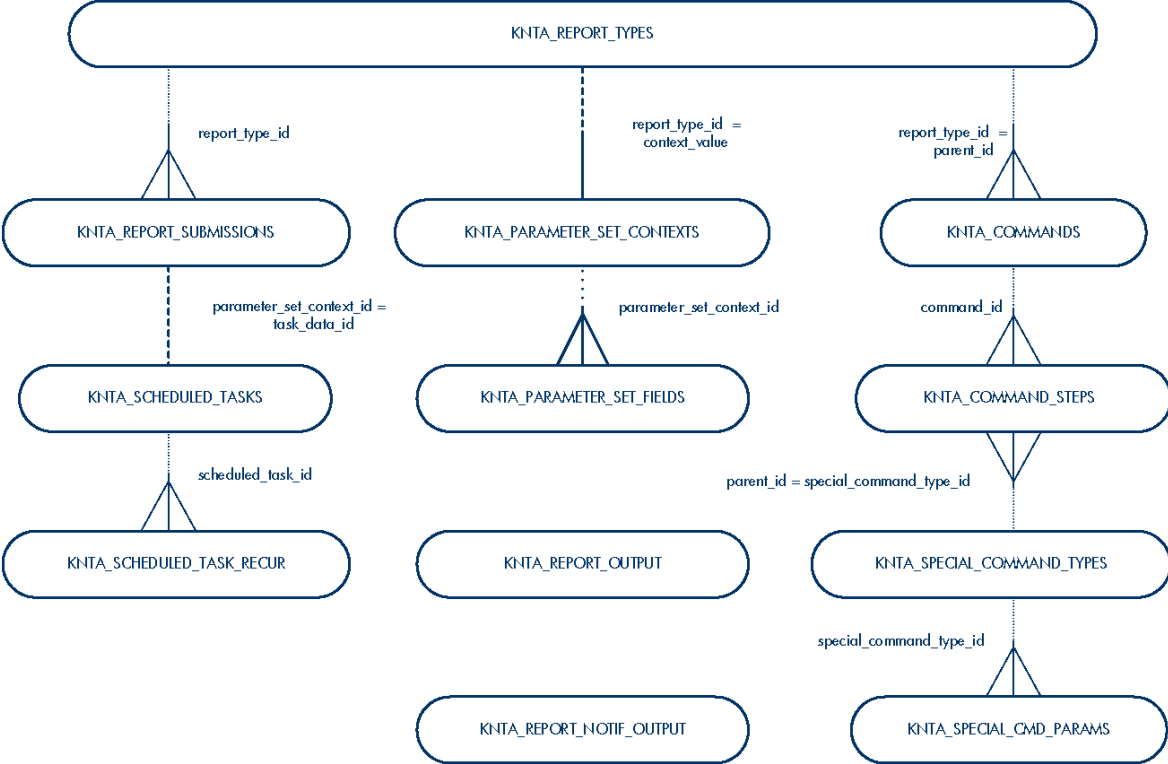 KNTA_REPORT_TYPES
report_type_id
report_type_id =
context_value
report_type_id =
parent_id
KNTA_REPORT_SUBMISSIONS
KNTA_PARAMETER_SET_CONTEXTS
KNTA_COMMANDS
parameter_set_context_id =
task_data_id
parameter_set_context_id
command_id
KNTA_SCHEDULED_TASKS
KNTA_PARAMETER_SET_FIELDS
KNTA_COMMAND_STEPS
scheduled_task_id
parent_id = special_command_type_id
KNTA_SCHEDULED_TASK_RECUR
KNTA_REPORT_OUTPUT
KNTA_SPECIAL_COMMAND_TYPES
special_command_type_id
KNTA_REPORT_NOTIF_OUTPUT
KNTA_SPECIAL_CMD_PARAMS